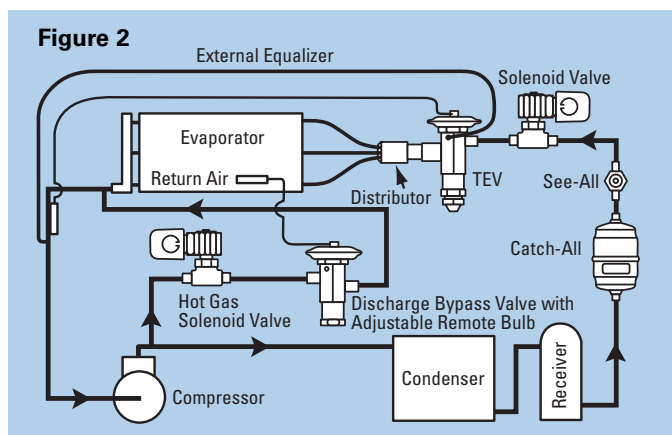 Figure 2
External Equalizer
Solenoid Valve
Evaporator
Return Air
Distributor
TEV
See-All
Catch-All
Hot Gas
Solenoid Valve
Discharge Bypass Valve with
Adjustable Remote Bulb
Compressor
Condenser
Receiver